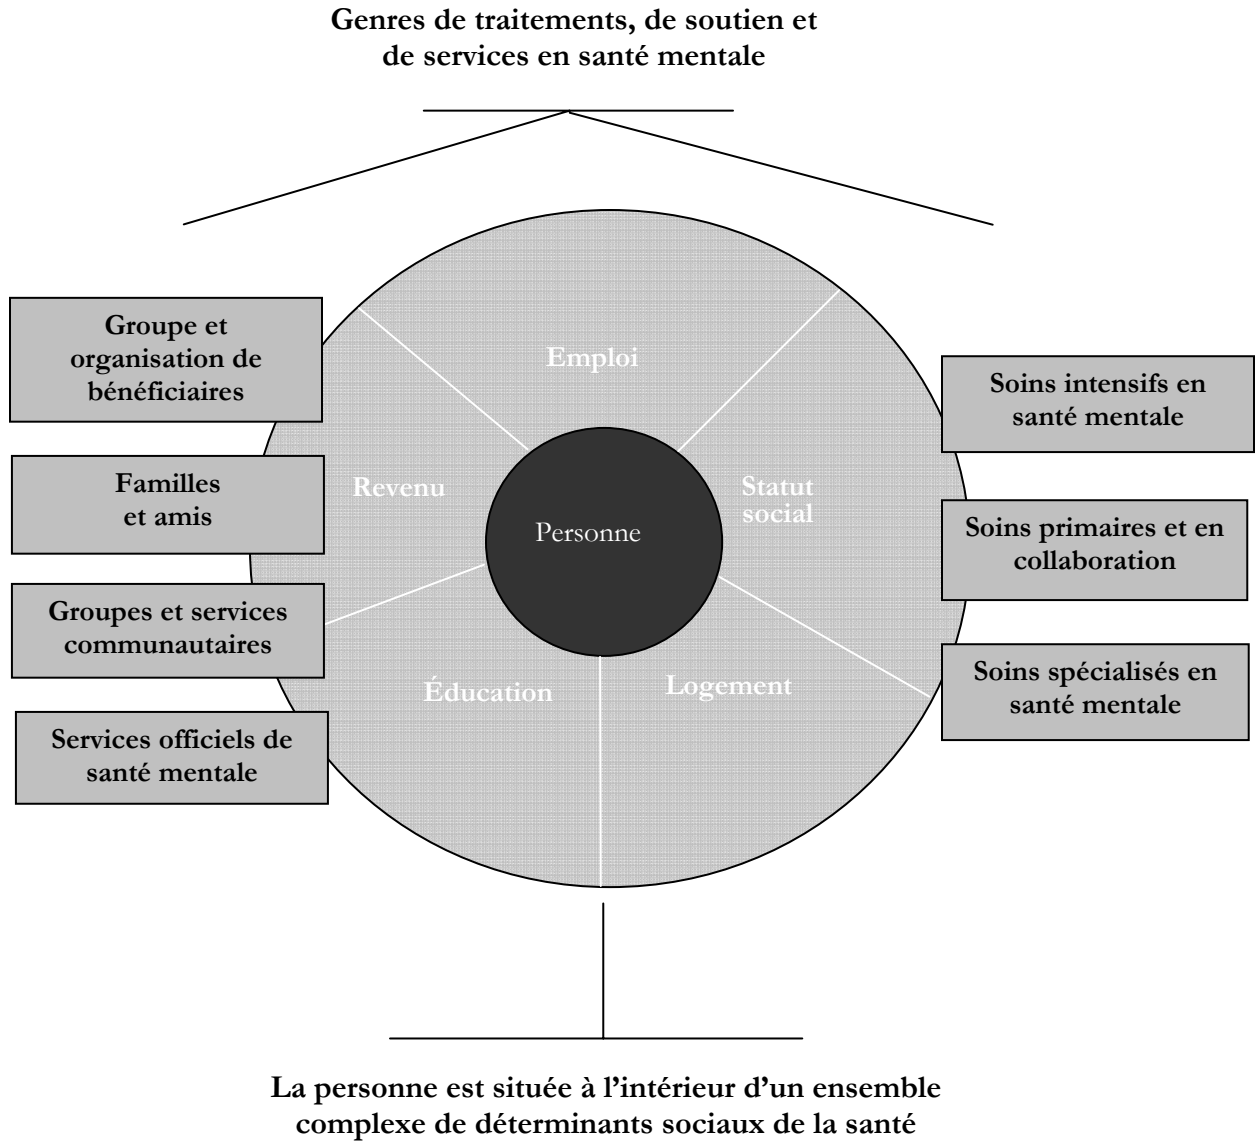 Genres de traitements, de soutien et
de services en santé mentale
Groupe et
organisation de
bénéficiaires
Familles
et amis
Groupes et services
communautaires
Services officiels de
santé mentale
Emploi
Revenu
Statut
social
Personne
Éducation
Logement
Soins intensifs en
santé mentale
Soins primaires et en
collaboration
Soins spécialisés en
santé mentale
La personne est située à l’intérieur d’un ensemble
complexe de déterminants sociaux de la santé